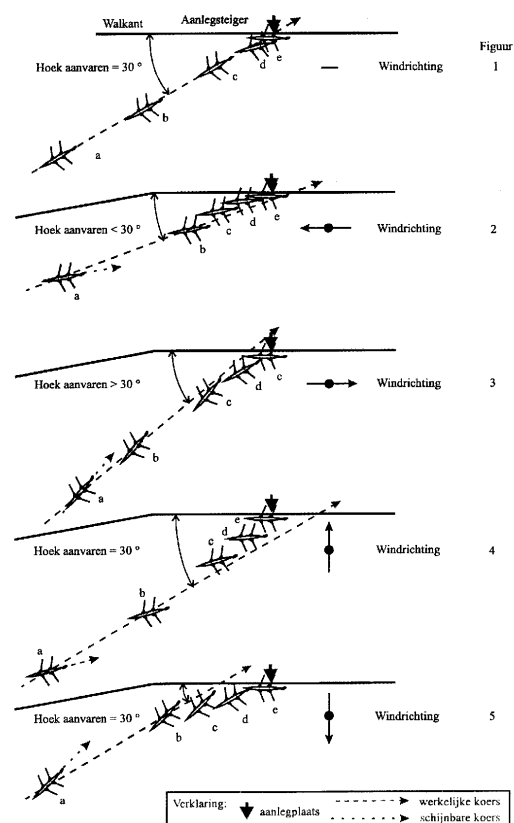 Walkant Aanlegsteiger
Figuur
Hoek aanvaren = 30 ° Windrichting 1
a b c d e
Hoek aanvaren < 30 ° Windrichting 2
a b c d e
Hoek aanvaren > 30 ° Windrichting 3
a b c d c
Hoek aanvaren = 30 ° Windrichting 4
a b c d e
Hoek aanvaren = 30 ° Windrichting 5
a b c d e
Verklaring: aanlegplaats werkelijke koers
schijnbare koers